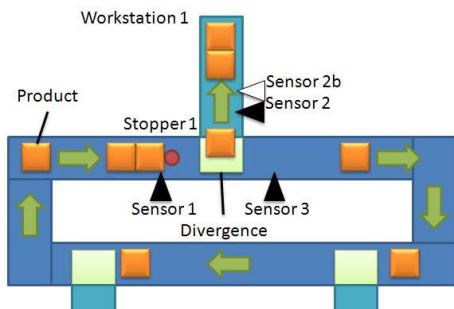 Workstation 1
Sensor 2b
Product
Sensor 2
Stopper 1
Sensor 1
Sensor 3
Divergence